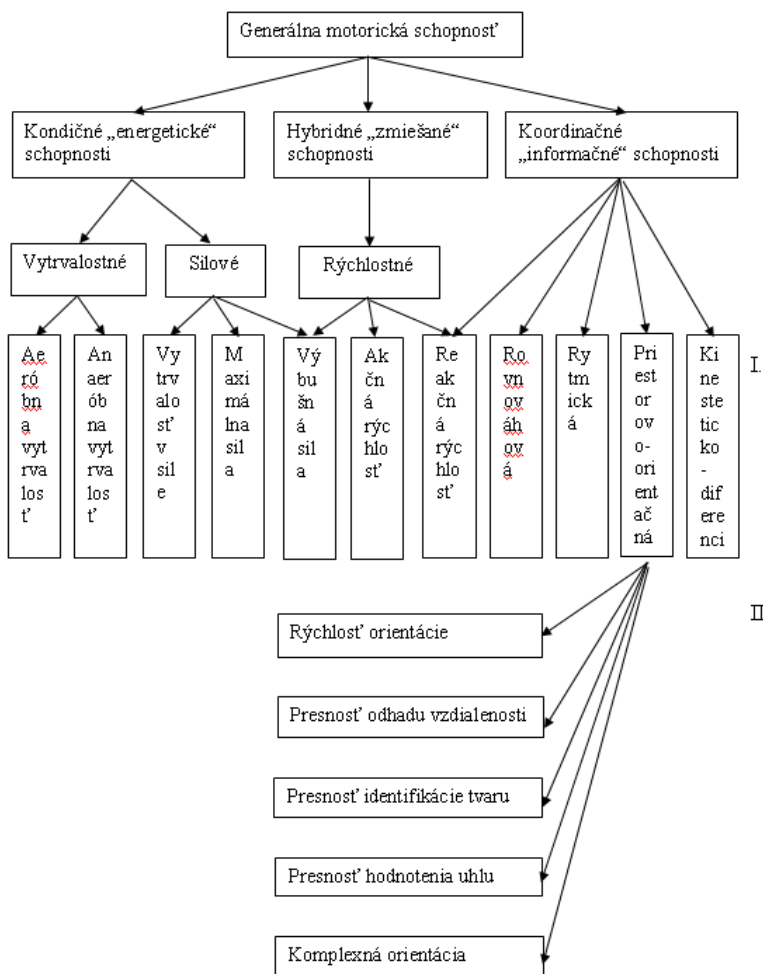 Generálna motorická schopnosť
Kondičné „energetické“
schopnosti
Hybridné „zmiešané“
schopnosti
Koordinačné
„informačné“ schopnosti
Vytrvalostné
Silové
Rýchlostné
Ae
ró
bn
a
vyt
rva
los
ť
An
aer
ób
na
vyt
rva
los
ť
Vy
trv
alo
sť
v
sil
e
M
axi
má
lna
sil
a
Vý
bu
šn
á
sil
a
Ak
čn
á
rýc
hlo
sť
Re
ak
čn
á
rýc
hlo
sť
Ro
vn
ov
áh
ov
á
Ry
tm
ick
á
Pri
est
or
ov
o-
ori
ent
ač
ná
Ki
ne
ste
tic
ko
-
dif
ere
nci
I.
II
Rýchlosť orientácie
Presnosť odhadu vzdialenosti
Presnosť identifikácie tvaru
Presnosť hodnotenia uhlu
Komplexná orientácia